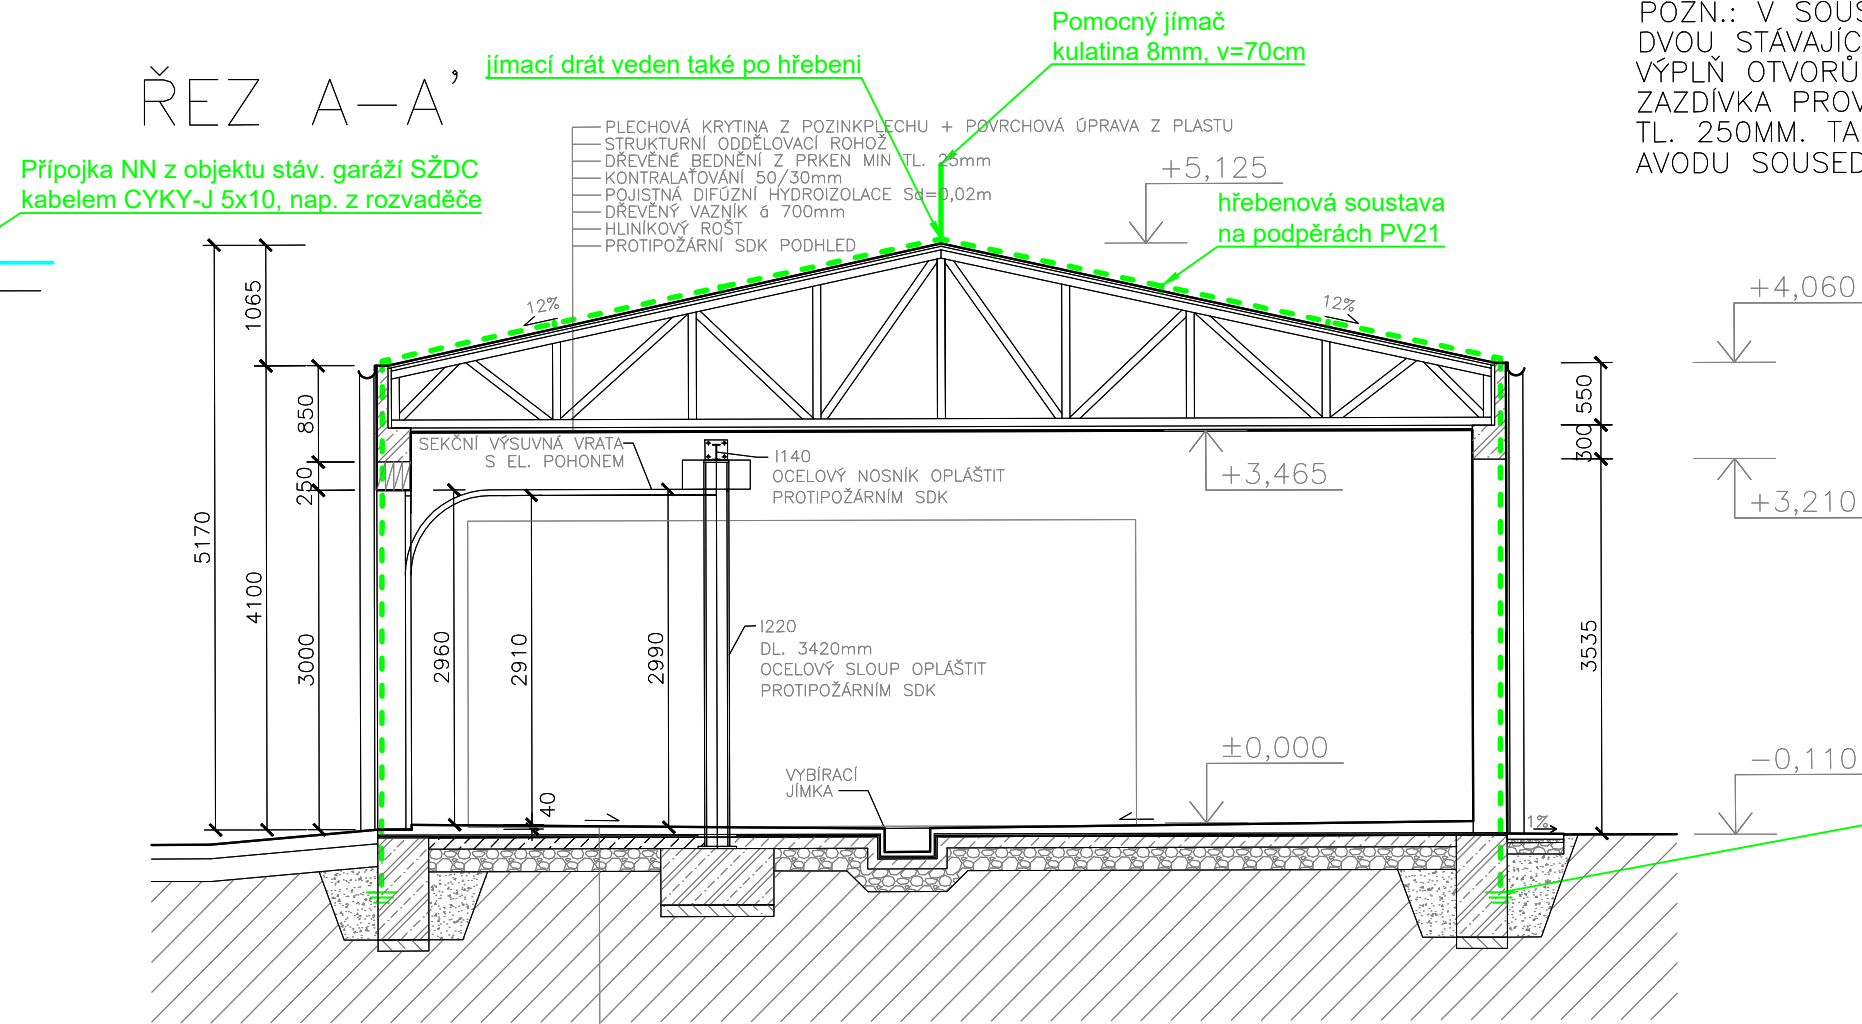 ŘEZ A-A'
jímací drát veden také po hřebeni
Pomocný jímač
kulatina 8mm, v=70cm
POZN.: V SOUS
DVOU STÁVAJÍC
VÝPLŇ OTVORŮ
ZAZDÍVKA PROV
TL. 250MM. TA
AVODU SOUSED
Přípojka NN z objektu stáv. garáží SŽDC
kabelem CYKY-J 5x10, nap. z rozvaděče
PLECHOVÁ KRYTINA Z POZINKPLECHU + POVRCHOVÁ ÚPRAVA Z PLASTU
STRUKTURNÍ ODDĚLOVACÍ ROHOŽ
DŘEVĚNÉ BEDNĚNÍ Z PRKEN MIN TL. 25mm
KONTRALAŤOVÁNÍ 50/30mm
POJISTNÁ DIFÚZNÍ HYDROIZOLACE Sd=0,02m
DŘEVĚNÝ VAZNÍK á 700mm
HLINÍKOVÝ ROŠT
PROTIPOŽÁRNÍ SDK PODHLED
+5,125
hřebenová soustava
na podpěrách PV21
+4,060
12%
12%
1065
850
250
5170
4100
3000
550
300
3535
SEKČNÍ VÝSUVNÁ VRATA
S EL. POHONEM
I140
OCELOVÝ NOSNÍK OPLÁŠTIT
PROTIPOŽÁRNÍM SDK
+3,465
+3,210
2960
2910
2990
40
I220
DL. 3420mm
OCELOVÝ SLOUP OPLÁŠTIT
PROTIPOŽÁRNÍM SDK
±0,000
-0,110
VYBÍRACÍ
JÍMKA
1%